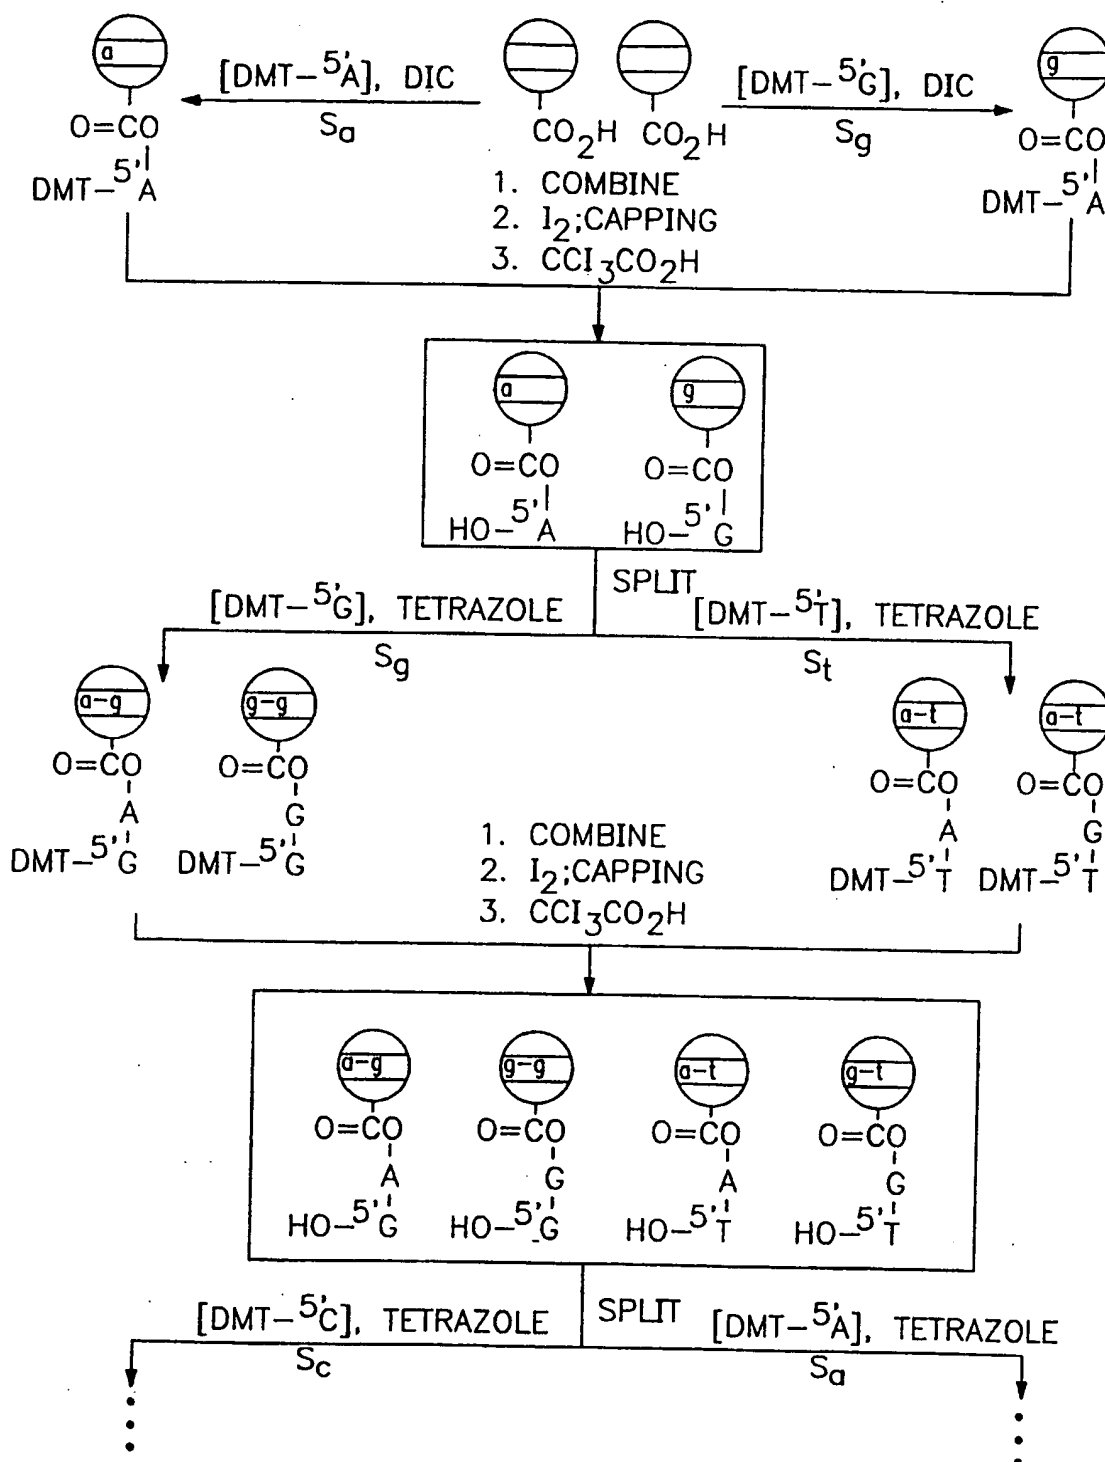 a
[DMT-5'A], DIC
Sa
CO2H
CO2H
[DMT-5'G], DIC
Sg
g
O=CO
DMT-5'A
O=CO
DMT-5'A
1. COMBINE
2. I2;CAPPING
3. CCI3CO2H
a
g
O=CO
O=CO
HO-5'A
HO-5'G
SPLIT
[DMT-5'G], TETRAZOLE
Sg
[DMT-5'T], TETRAZOLE
St
a-g
g-g
a-t
a-t
O=CO
O=CO
O=CO
O=CO
A
G
A
G
DMT-5'G
DMT-5'G
DMT-5'T
DMT-5'T
1. COMBINE
2. I2;CAPPING
3. CCI3CO2H
a-g
g-g
a-t
g-t
O=CO
O=CO
O=CO
O=CO
A
G
A
G
HO-5'G
HO-5'G
HO-5'T
HO-5'T
SPLIT
[DMT-5'C], TETRAZOLE
Sc
[DMT-5'A], TETRAZOLE
Sa